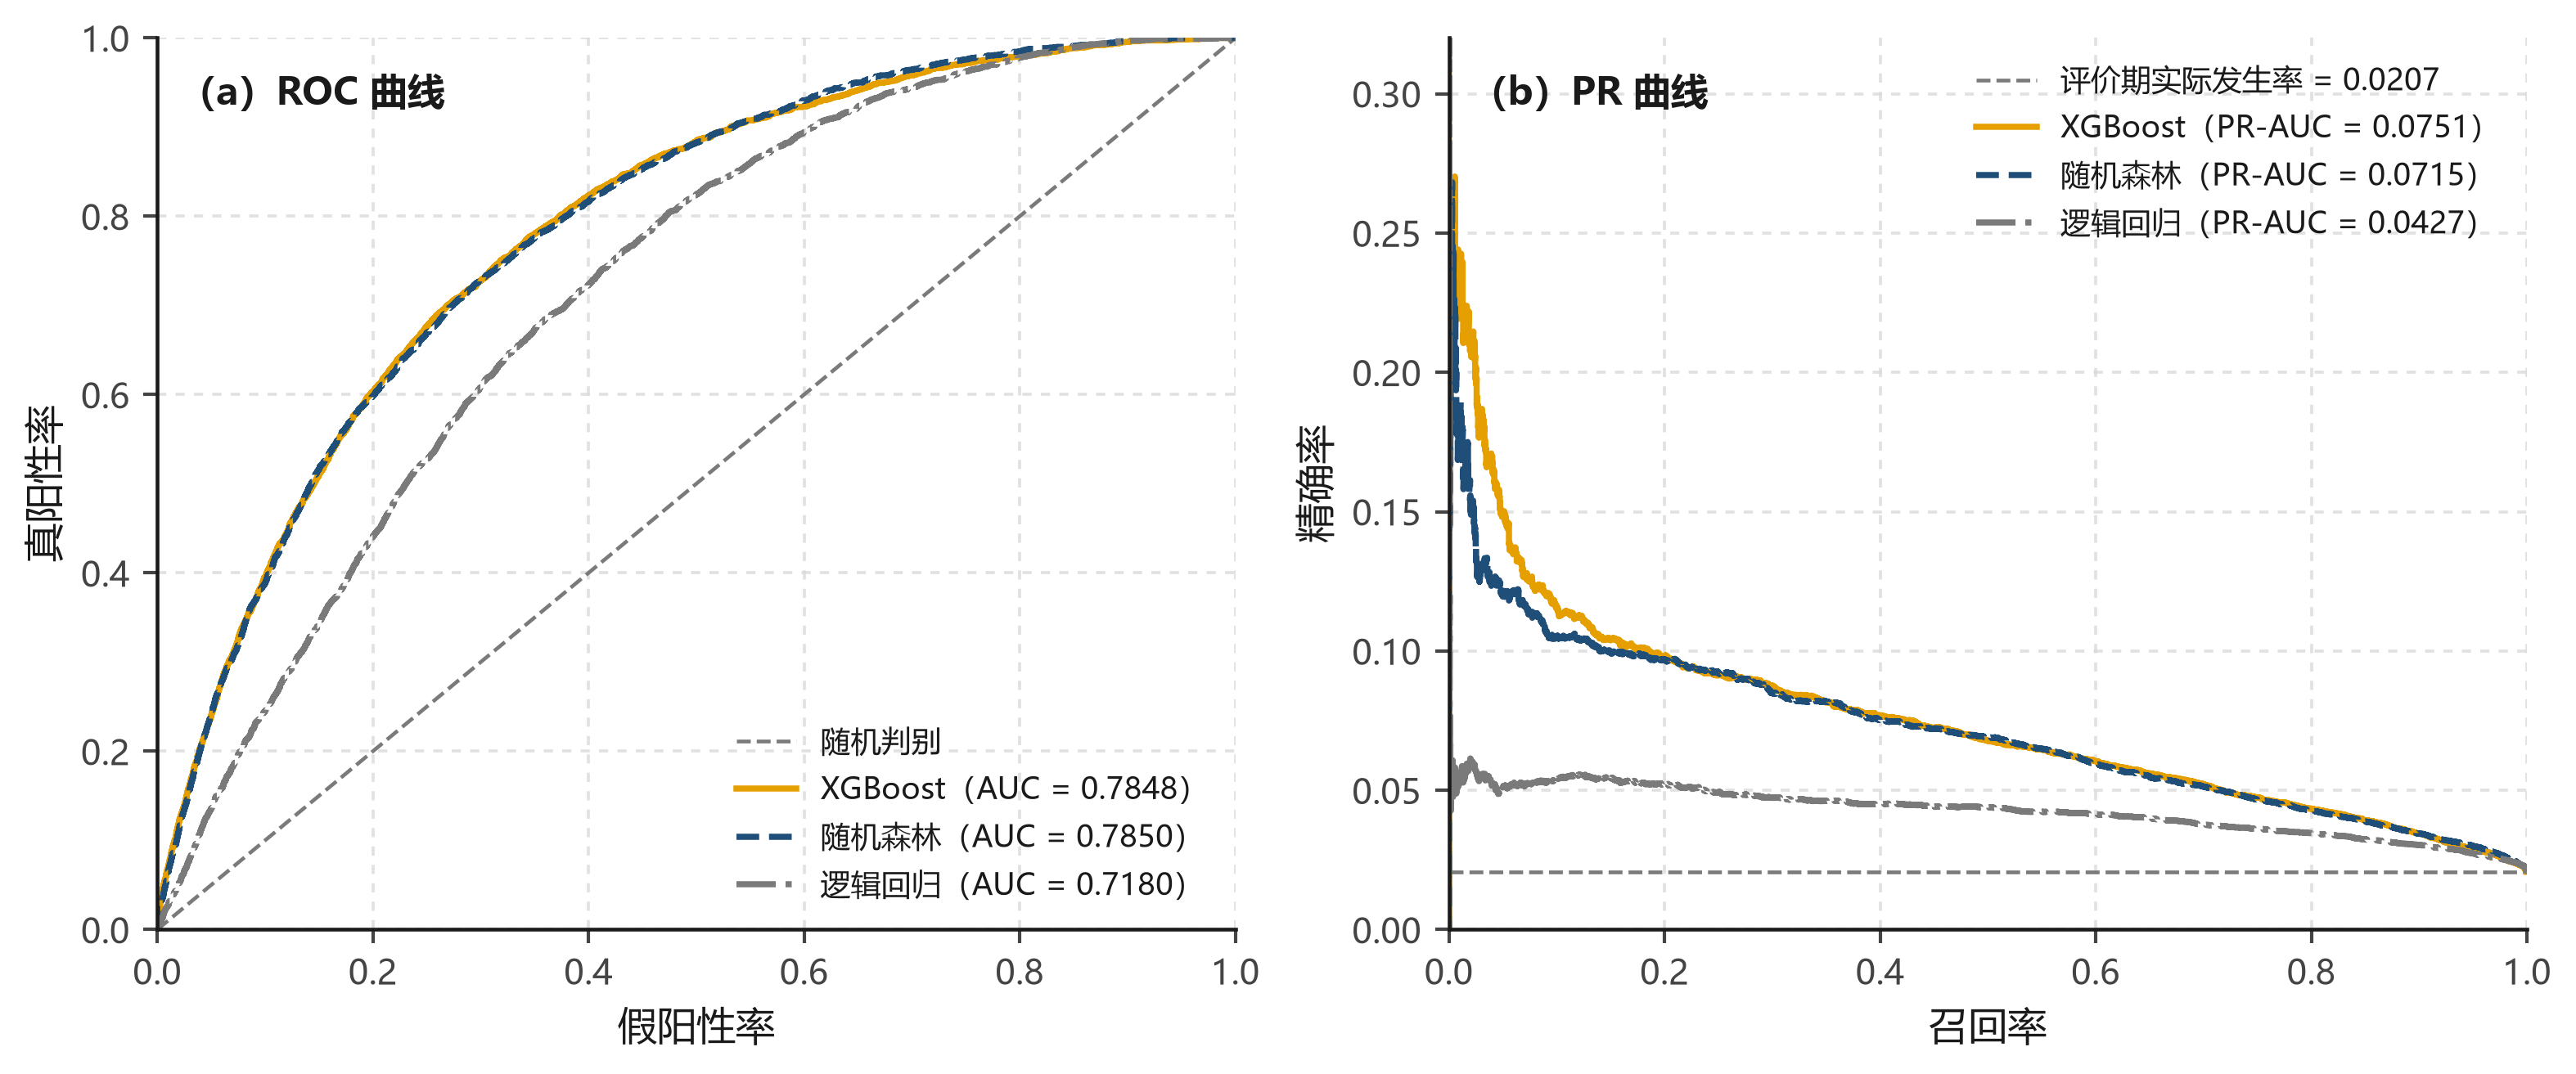 (a) ROC 曲线
1.0
0.8
0.6
0.4
0.2
0.0
真阳性率
随机判别
XGBoost（AUC = 0.7848）
随机森林（AUC = 0.7850）
逻辑回归（AUC = 0.7180）
0.0 0.2 0.4 0.6 0.8 1.0
假阳性率
(b) PR 曲线
0.30
0.25
0.20
0.15
0.10
0.05
0.00
精确率
评价期实际发生率 = 0.0207
XGBoost（PR-AUC = 0.0751）
随机森林（PR-AUC = 0.0715）
逻辑回归（PR-AUC = 0.0427）
0.0 0.2 0.4 0.6 0.8 1.0
召回率